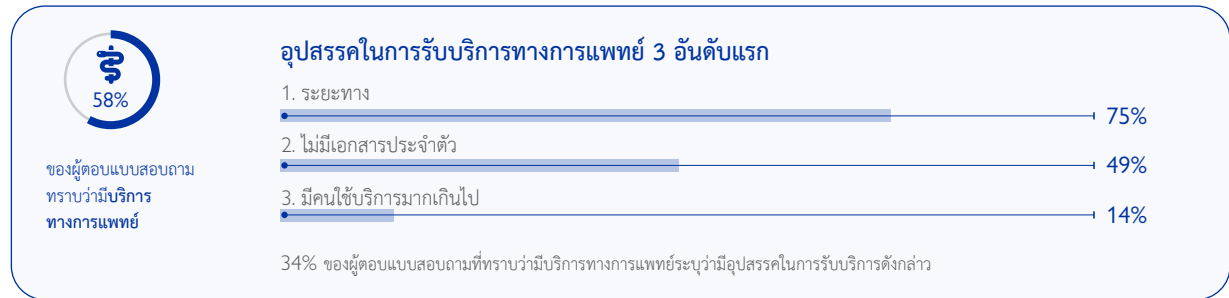 58%
ของผู้ตอบแบบสอบถาม
ทราบว่ามีบริการ
ทางการแพทย์
อุปสรรคในการรับบริการทางการแพทย์ 3 อันดับแรก
1. ระยะทาง
75%
2. ไม่มีเอกสารประจำตัว
49%
3. มีคนใช้บริการมากเกินไป
14%
34% ของผู้ตอบแบบสอบถามที่ทราบว่ามีบริการทางการแพทย์ระบุว่ามีอุปสรรคในการรับบริการดังกล่าว